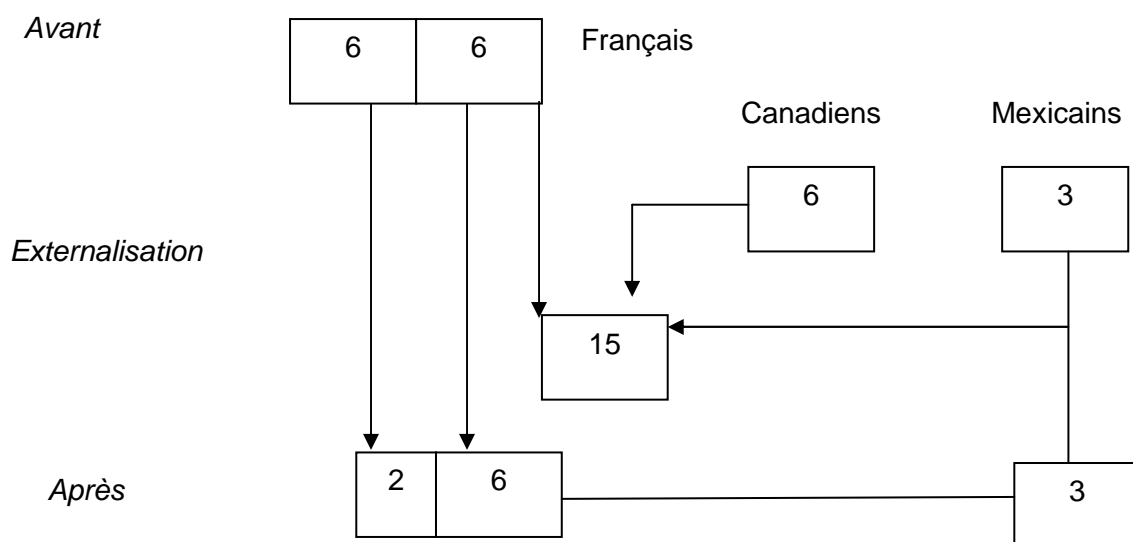 Avant
6 6 Français
Canadiens Mexicains
6 3
Externalisation
15
Après
2 6 3